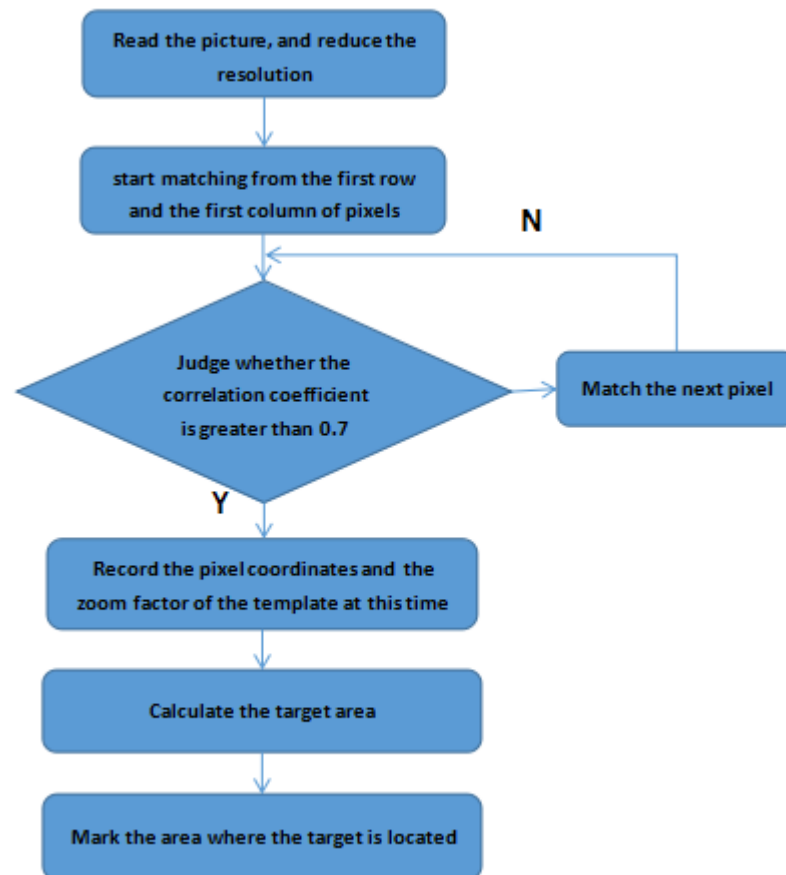 Read the picture, and reduce the
resolution
start matching from the first row
and the first column of pixels
N
Judge whether the
correlation coefficient
is greater than 0.7
Match the next pixel
Y
Record the pixel coordinates and the
zoom factor of the template at this time
Calculate the target area
Mark the area where the target is located